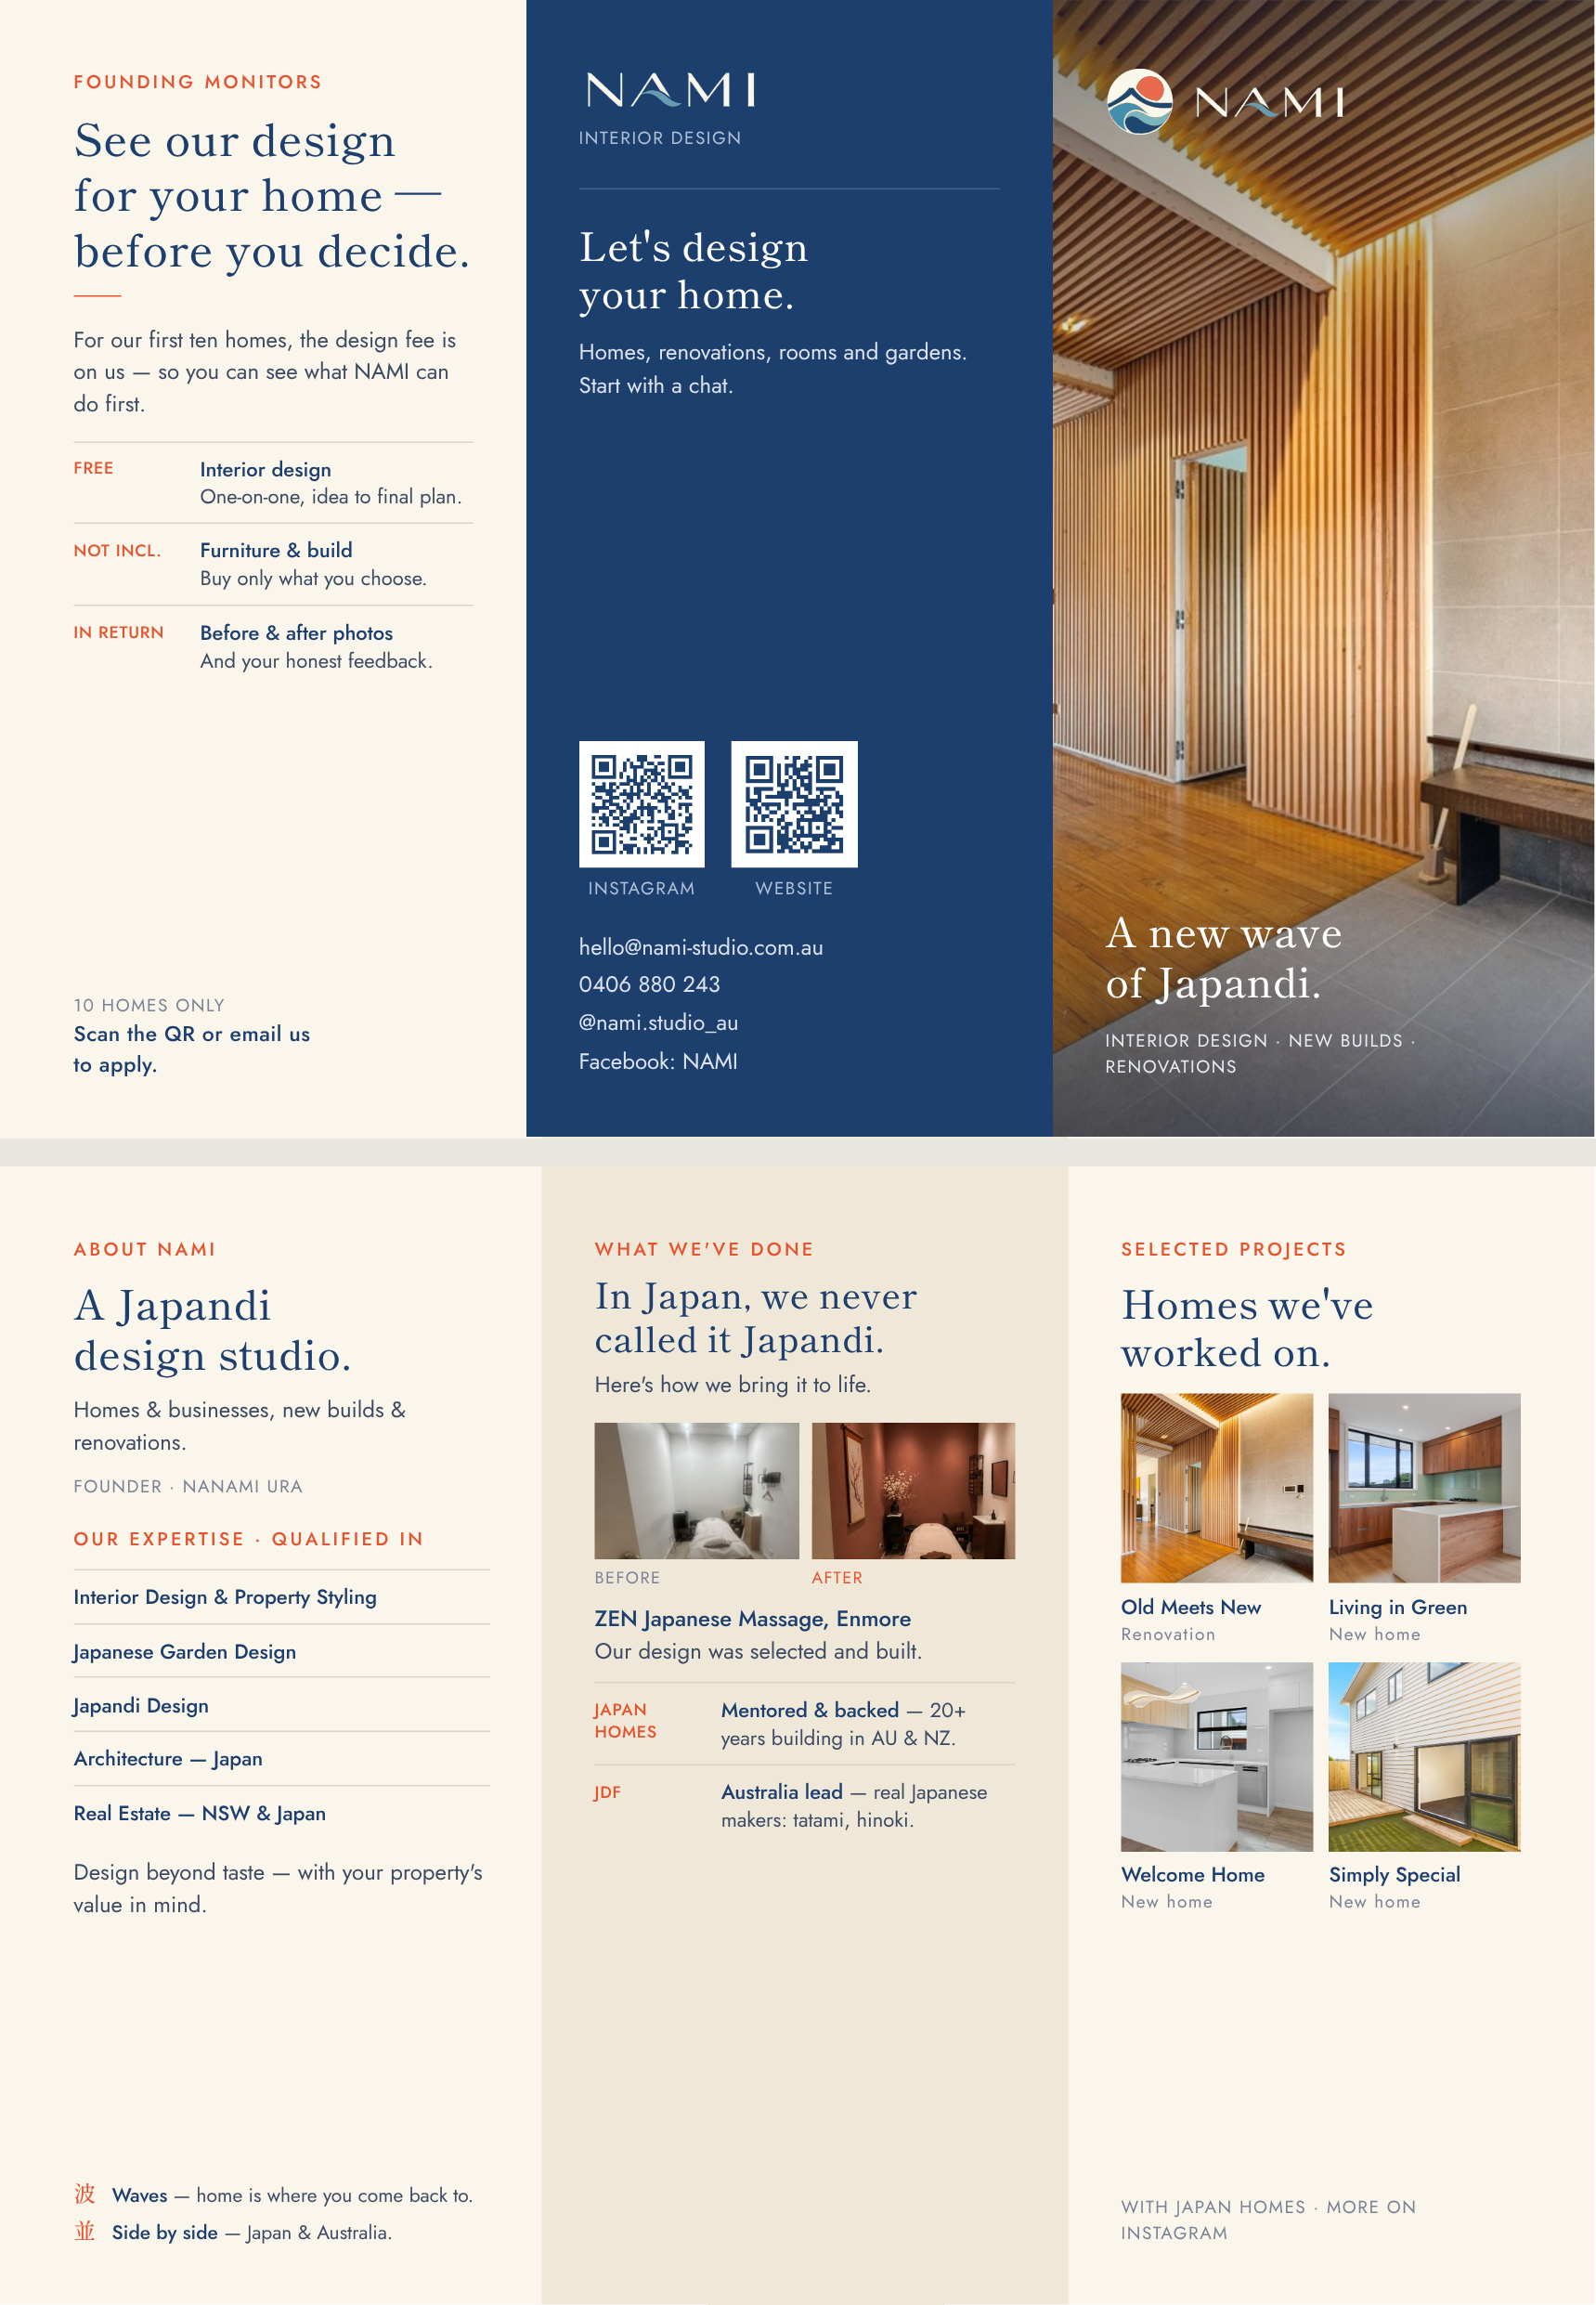 FOUNDING MONITORS
See our design
for your home —
before you decide.
For our first ten homes, the design fee is
on us — so you can see what NAMI can
do first.
FREE
Interior design
One-on-one, idea to final plan.
NOT INCL.
Furniture & build
Buy only what you choose.
IN RETURN
Before & after photos
And your honest feedback.
10 HOMES ONLY
Scan the QR or email us
to apply.
NAMI
INTERIOR DESIGN
Let's design
your home.
Homes, renovations, rooms and gardens.
Start with a chat.
INSTAGRAM
WEBSITE
hello@nami-studio.com.au
0406 880 243
@nami.studio_au
Facebook: NAMI
NAMI
A new wave
of Japandi.
INTERIOR DESIGN · NEW BUILDS ·
RENOVATIONS
ABOUT NAMI
A Japandi
design studio.
Homes & businesses, new builds &
renovations.
FOUNDER · NANAMI URA
OUR EXPERTISE · QUALIFIED IN
Interior Design & Property Styling
Japanese Garden Design
Japandi Design
Architecture — Japan
Real Estate — NSW & Japan
Design beyond taste — with your property's
value in mind.
波 Waves — home is where you come back to.
並 Side by side — Japan & Australia.
WHAT WE'VE DONE
In Japan, we never
called it Japandi.
Here's how we bring it to life.
BEFORE
AFTER
ZEN Japanese Massage, Enmore
Our design was selected and built.
JAPAN
HOMES
Mentored & backed — 20+
years building in AU & NZ.
JDF
Australia lead — real Japanese
makers: tatami, hinoki.
SELECTED PROJECTS
Homes we've
worked on.
Old Meets New
Renovation
Living in Green
New home
Welcome Home
New home
Simply Special
New home
WITH JAPAN HOMES · MORE ON
INSTAGRAM